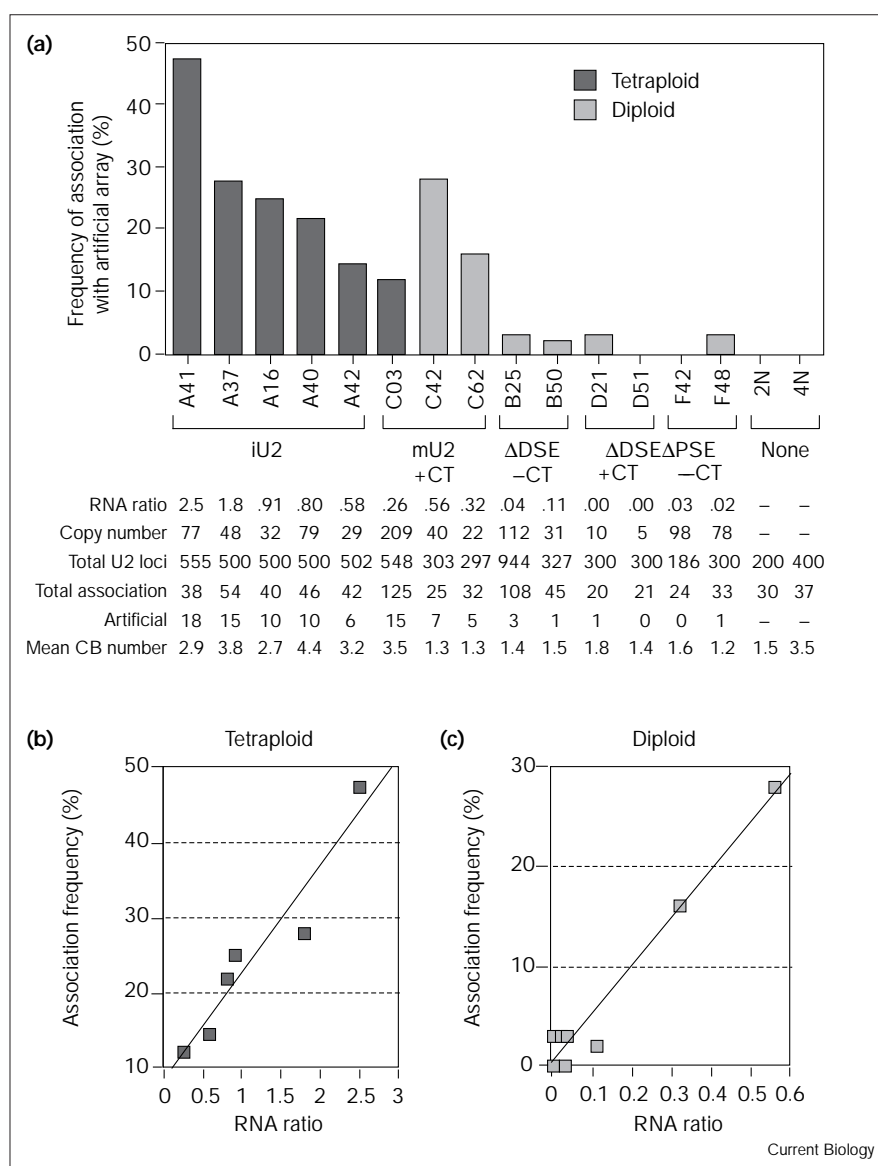 (a)
50
40
30
20
10
0
Frequency of association
with artificial array (%)
Tetraploid
Diploid
A41 A37 A16 A40 A42 C03 C42 C62 B25 B50 D21 D51 F42 F48 2N 4N
iU2 mU2 ΔDSE ΔDSEΔPSE None
+CT –CT +CT –CT
RNA ratio 2.5 1.8 .91 .80 .58 .26 .56 .32 .04 .11 .00 .00 .03 .02 – –
Copy number 77 48 32 79 29 209 40 22 112 31 10 5 98 78 – –
Total U2 loci 555 500 500 500 502 548 303 297 944 327 300 300 186 300 200 400
Total association 38 54 40 46 42 125 25 32 108 45 20 21 24 33 30 37
Artificial 18 15 10 10 6 15 7 5 3 1 1 0 0 1 – –
Mean CB number 2.9 3.8 2.7 4.4 3.2 3.5 1.3 1.3 1.4 1.5 1.8 1.4 1.6 1.2 1.5 3.5
(b)
Tetraploid
50
40
30
20
10
Association frequency (%)
0 0.5 1 1.5 2 2.5 3
RNA ratio
(c)
Diploid
30
20
10
0
Association frequency (%)
0 0.1 0.2 0.3 0.4 0.5 0.6
RNA ratio
Current Biology